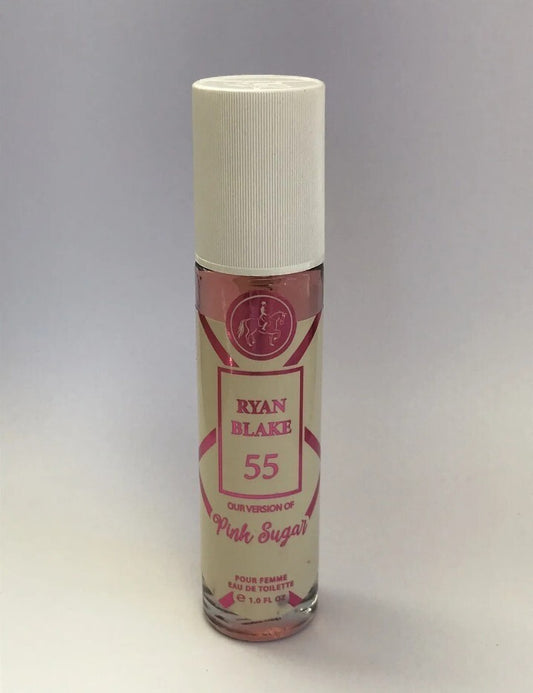 RYAN
BLAKE
55
OUR VERSION OF
Pink Sugar
POUR FEMME
EAU DE TOILETTE
℮ 1.0 FL OZ